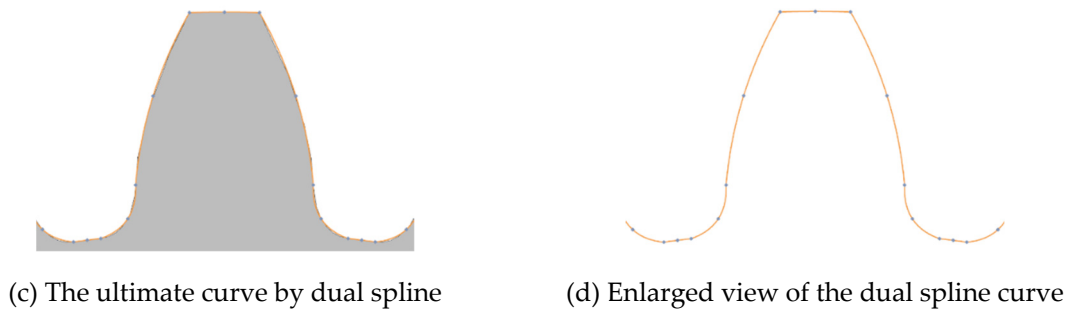 (c) The ultimate curve by dual spline
(d) Enlarged view of the dual spline curve